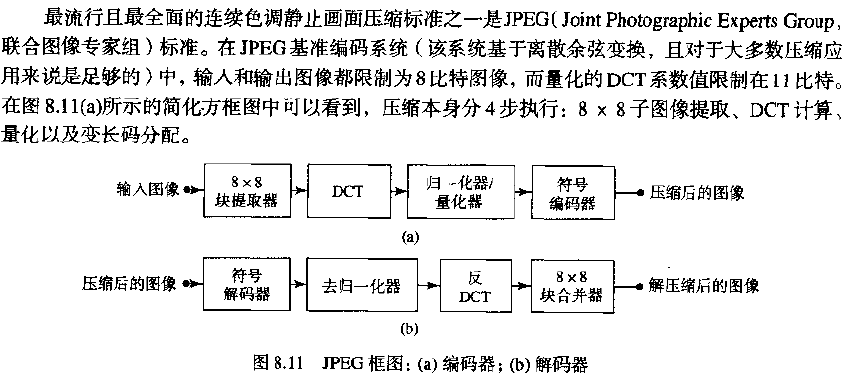 最流行且最全面的连续色调静止画面压缩标准之一是JPEG(Joint Photographic Experts Group,
联合图像专家组)标准。在JPEG基准编码系统(该系统基于离散余弦变换,且对于大多数压缩应
用来说是足够的)中,输入和输出图像都限制为8比特图像,而量化的DCT系数值限制在11比特。
在图8.11(a)所示的简化方框图中可以看到,压缩本身分4步执行:8 × 8子图像提取、DCT计算、
量化以及变长码分配。
输入图像
8×8
块提取器
DCT
归一化器/
量化器
符号
编码器
压缩后的图像
(a)
压缩后的图像
符号
解码器
去归一化器
反
DCT
8×8
块合并器
解压缩后的图像
(b)
图8.11 JPEG框图:(a)编码器;(b)解码器